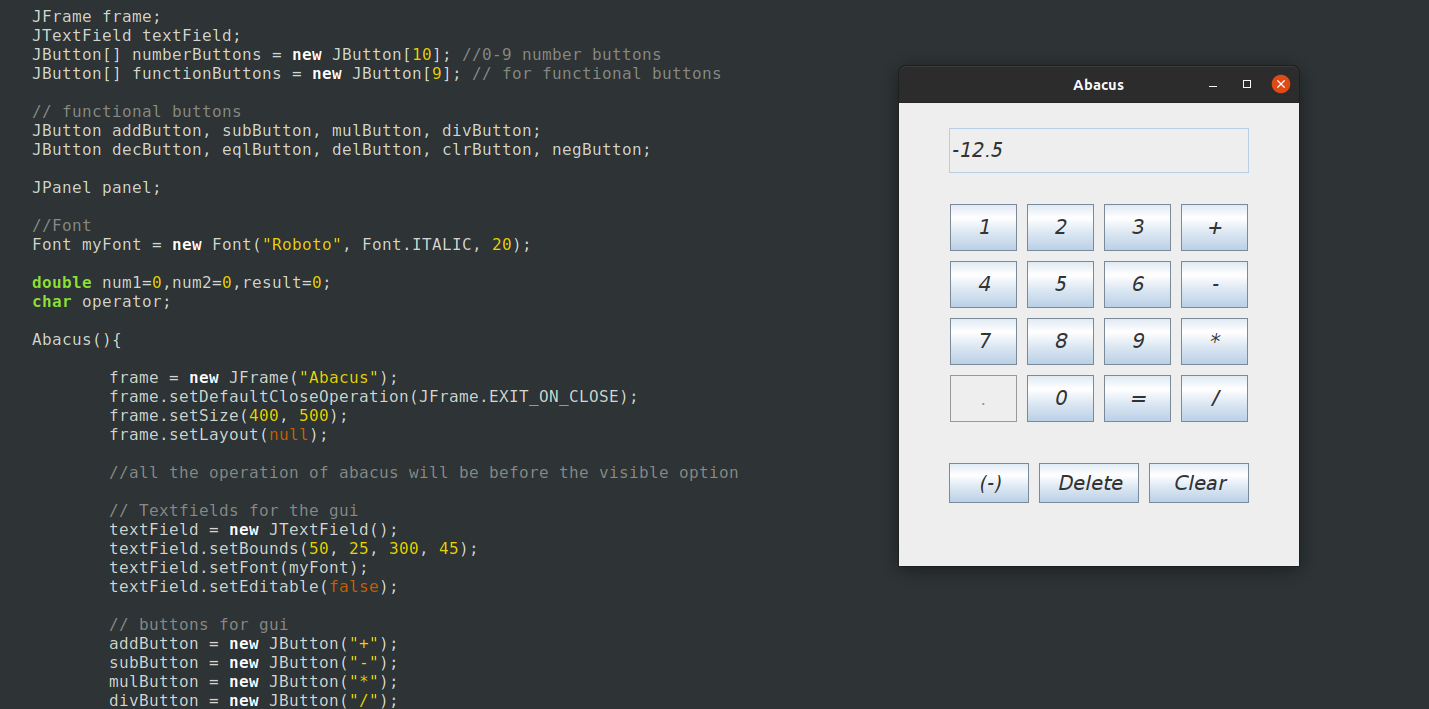 JFrame frame;
JTextField textField;
JButton[] numberButtons = new JButton[10]; //0-9 number buttons
JButton[] functionButtons = new JButton[9]; // for functional buttons
// functional buttons
JButton addButton, subButton, mulButton, divButton;
JButton decButton, eqlButton, delButton, clrButton, negButton;
JPanel panel;
//Font
Font myFont = new Font("Roboto", Font.ITALIC, 20);
double num1=0,num2=0,result=0;
char operator;
Abacus(){
frame = new JFrame("Abacus");
frame.setDefaultCloseOperation(JFrame.EXIT_ON_CLOSE);
frame.setSize(400, 500);
frame.setLayout(null);
//all the operation of abacus will be before the visible option
// Textfields for the gui
textField = new JTextField();
textField.setBounds(50, 25, 300, 45);
textField.setFont(myFont);
textField.setEditable(false);
// buttons for gui
addButton = new JButton("+");
subButton = new JButton("-");
mulButton = new JButton("*");
divButton = new JButton("/");
Abacus
-12.5
1 2 3 +
4 5 6 -
7 8 9 *
. 0 = /
(-) Delete Clear